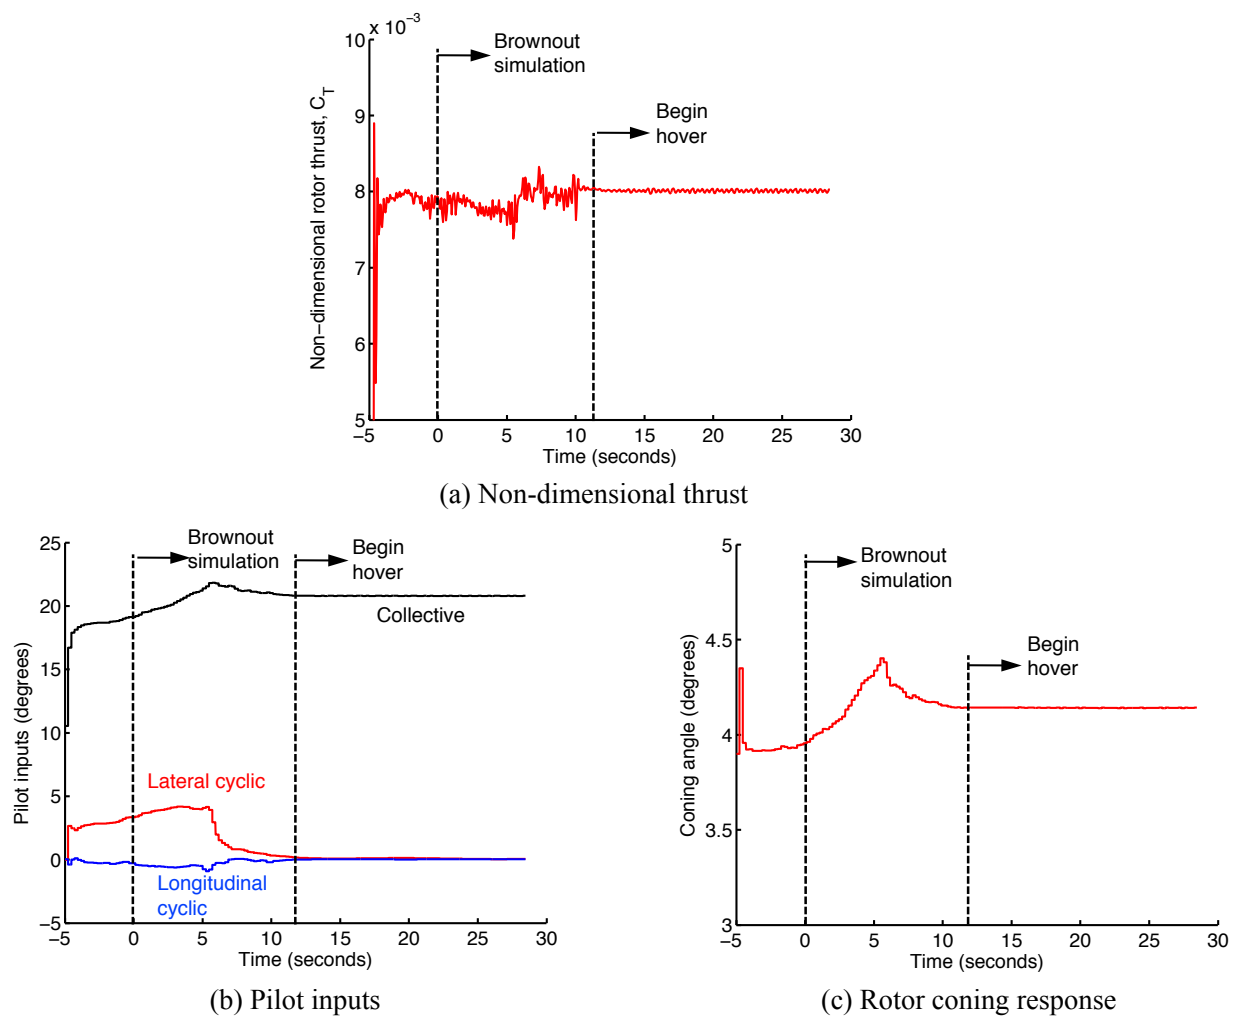 x 10⁻³
10
9
8
7
6
5
Non−dimensional rotor thrust, C_T
Brownout
simulation
Begin
hover
−5 0 5 10 15 20 25 30
Time (seconds)
(a) Non-dimensional thrust
25
20
15
10
5
0
−5
Pilot inputs (degrees)
Brownout
simulation
Begin
hover
Collective
Lateral cyclic
Longitudinal
cyclic
−5 0 5 10 15 20 25 30
Time (seconds)
(b) Pilot inputs
5
4.5
4
3.5
3
Coning angle (degrees)
Brownout
simulation
Begin
hover
−5 0 5 10 15 20 25 30
Time (seconds)
(c) Rotor coning response